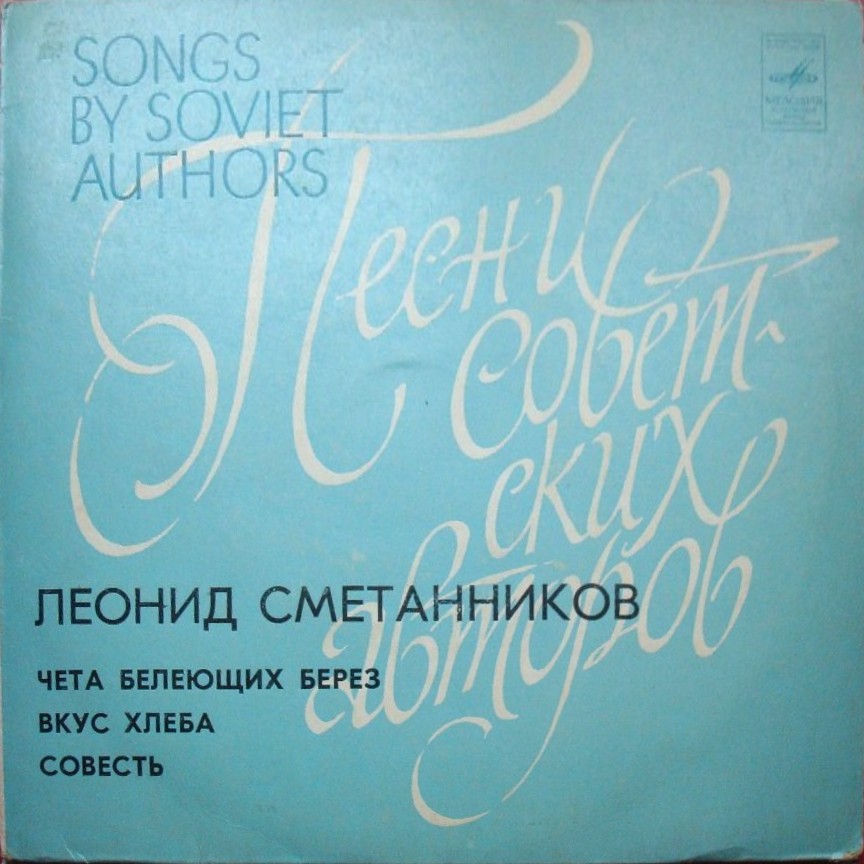 SONGS
BY SOVIET
AUTHORS
МЕЛОДИЯ
Песни
совет-
ских
авторов
ЛЕОНИД СМЕТАННИКОВ
ЧЕТА БЕЛЕЮЩИХ БЕРЕЗ
ВКУС ХЛЕБА
СОВЕСТЬ